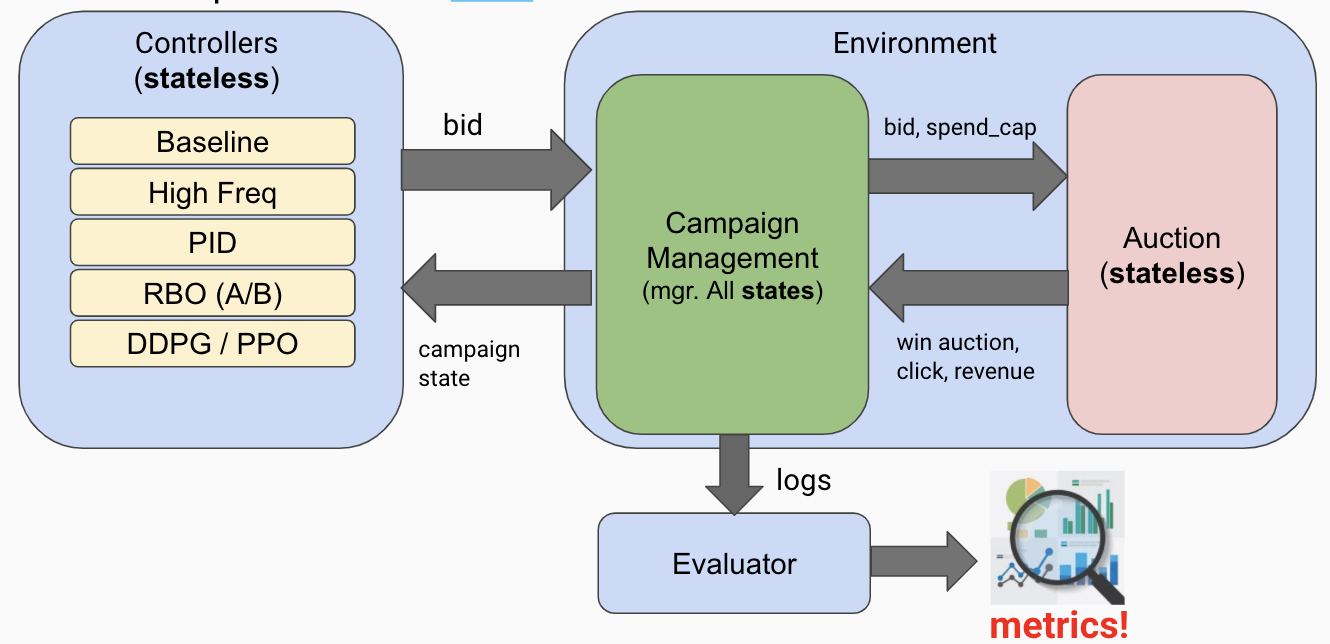 Controllers
(stateless)
Baseline
High Freq
PID
RBO (A/B)
DDPG / PPO
bid
campaign
state
Environment
Campaign
Management
(mgr. All states)
bid, spend_cap
win auction,
click, revenue
Auction
(stateless)
logs
Evaluator
metrics!